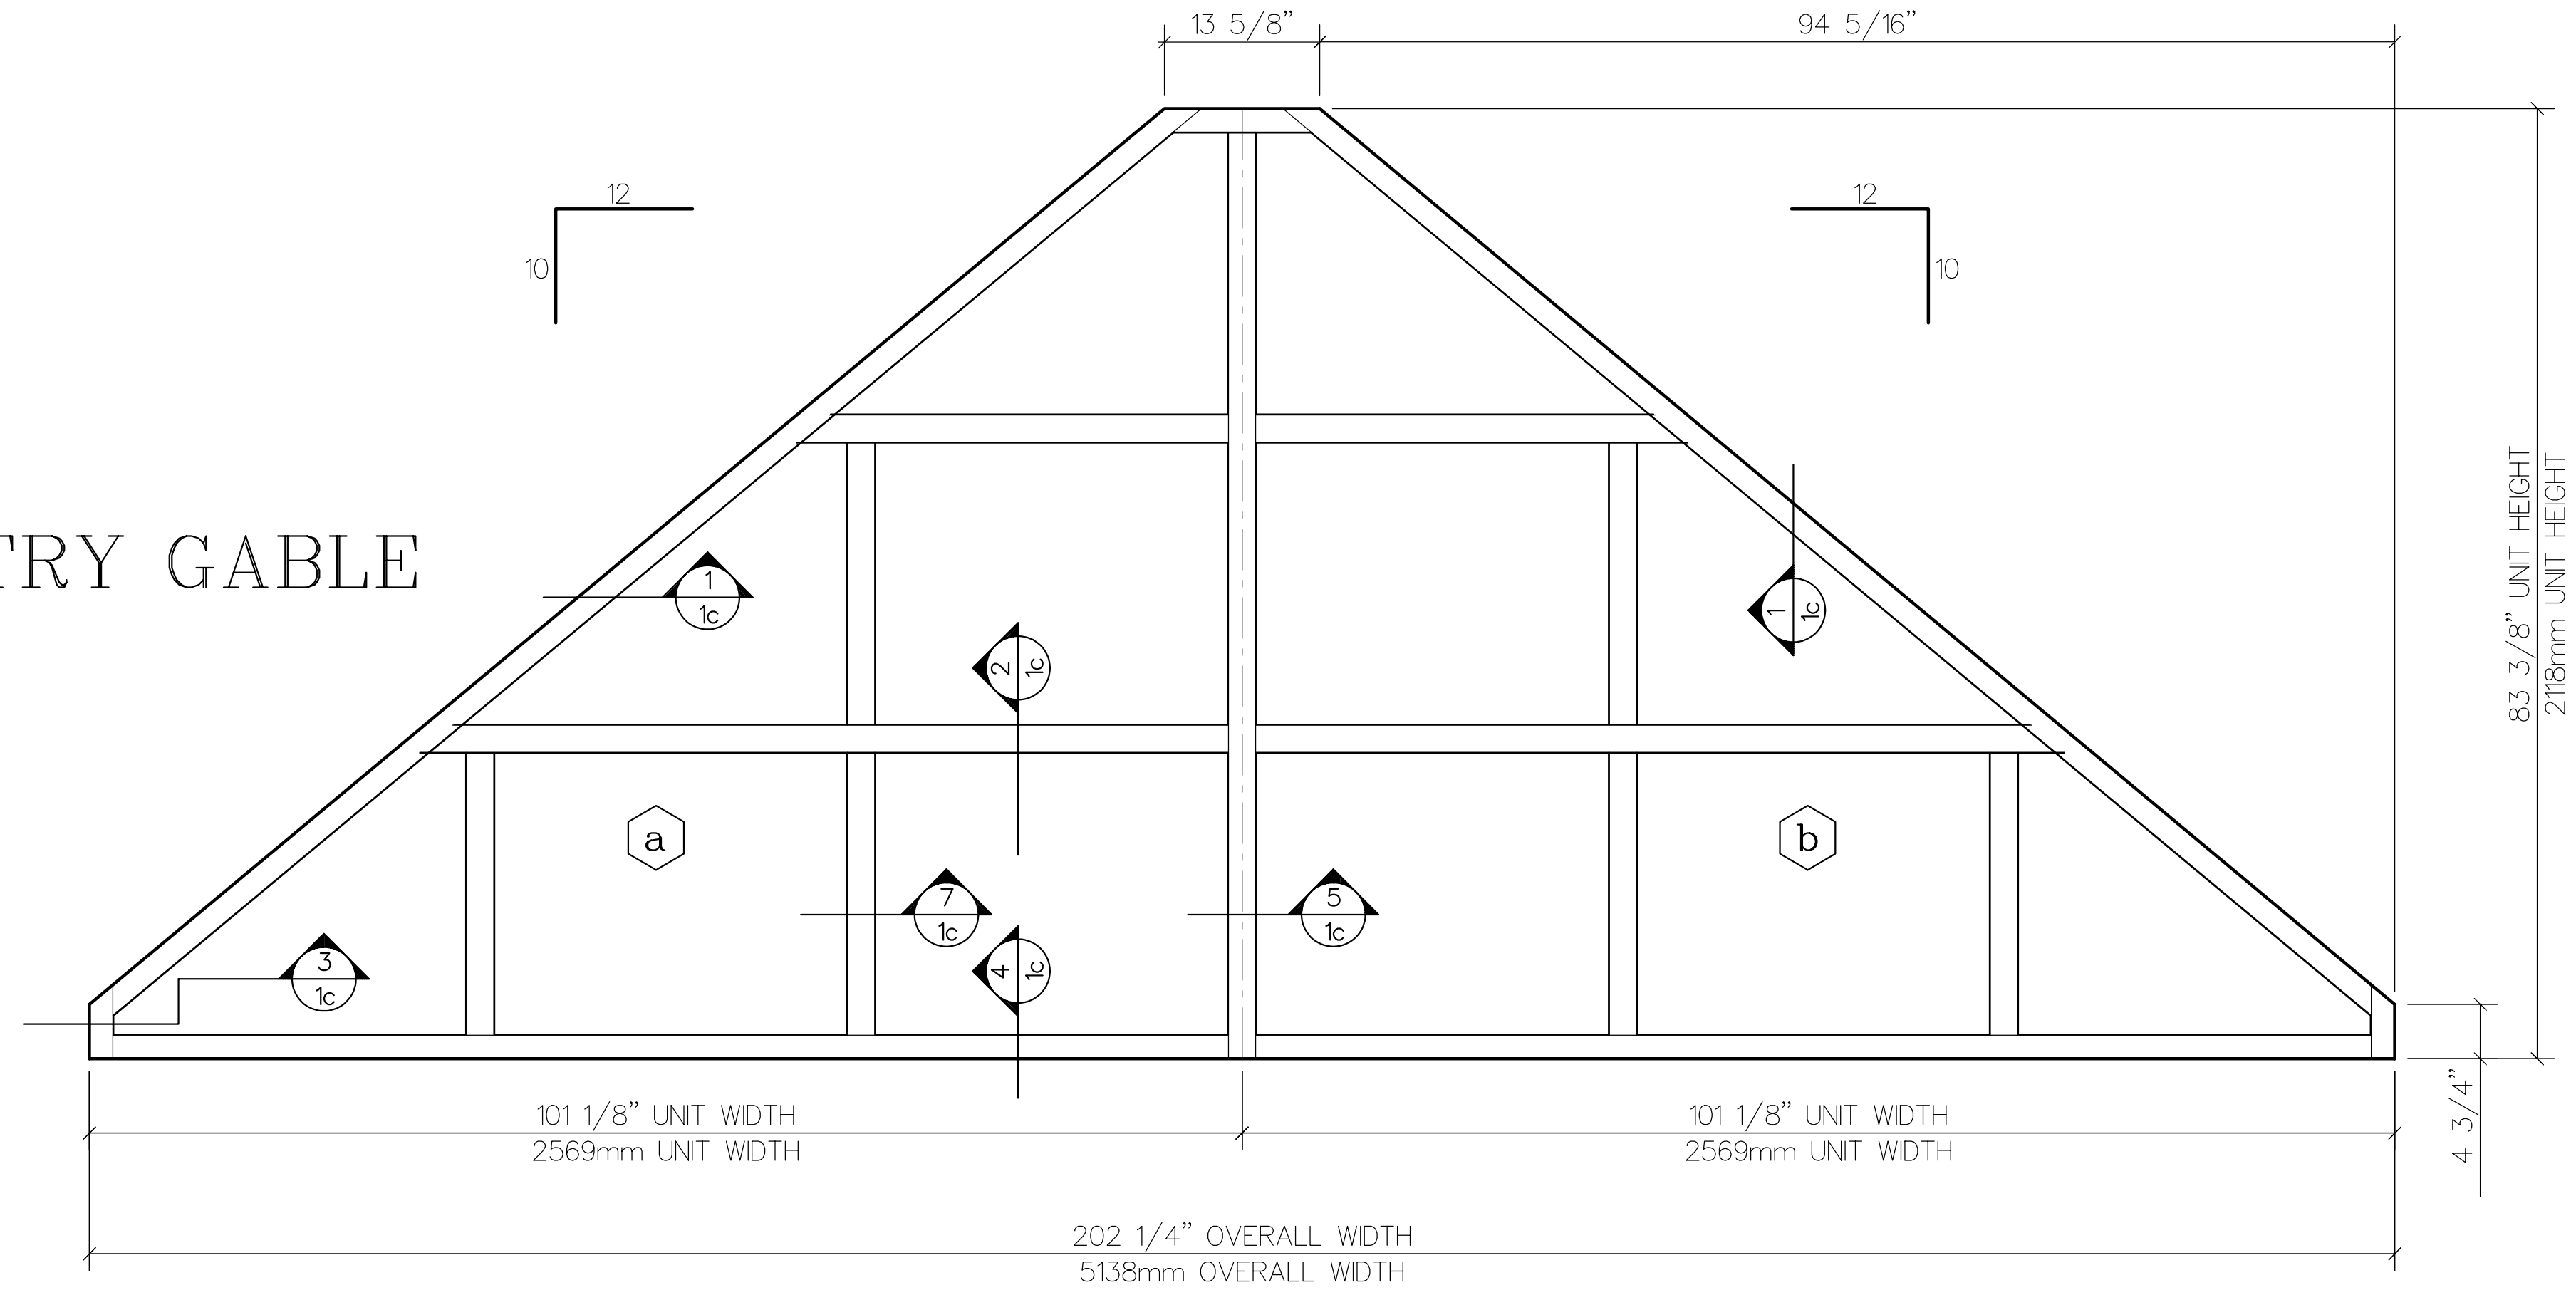 13 5/8”
94 5/16”
12
12
10
10
TRY GABLE
83 3/8” UNIT HEIGHT
2118mm UNIT HEIGHT
1
1c
1
1c
2
1c
a
b
7
1c
5
1c
3
1c
4
1c
4 3/4”
101 1/8” UNIT WIDTH
2569mm UNIT WIDTH
101 1/8” UNIT WIDTH
2569mm UNIT WIDTH
202 1/4” OVERALL WIDTH
5138mm OVERALL WIDTH